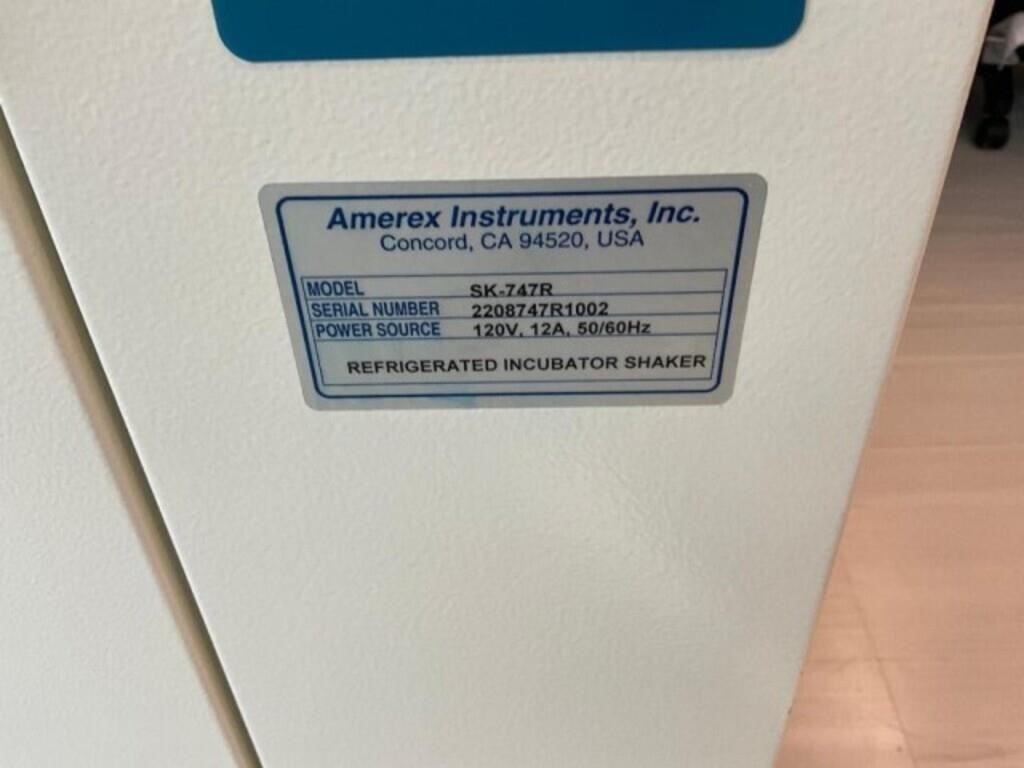 Amerex Instruments, Inc.
Concord, CA 94520, USA
MODEL SK-747R
SERIAL NUMBER 2208747R1002
POWER SOURCE 120V, 12A, 50/60Hz
REFRIGERATED INCUBATOR SHAKER